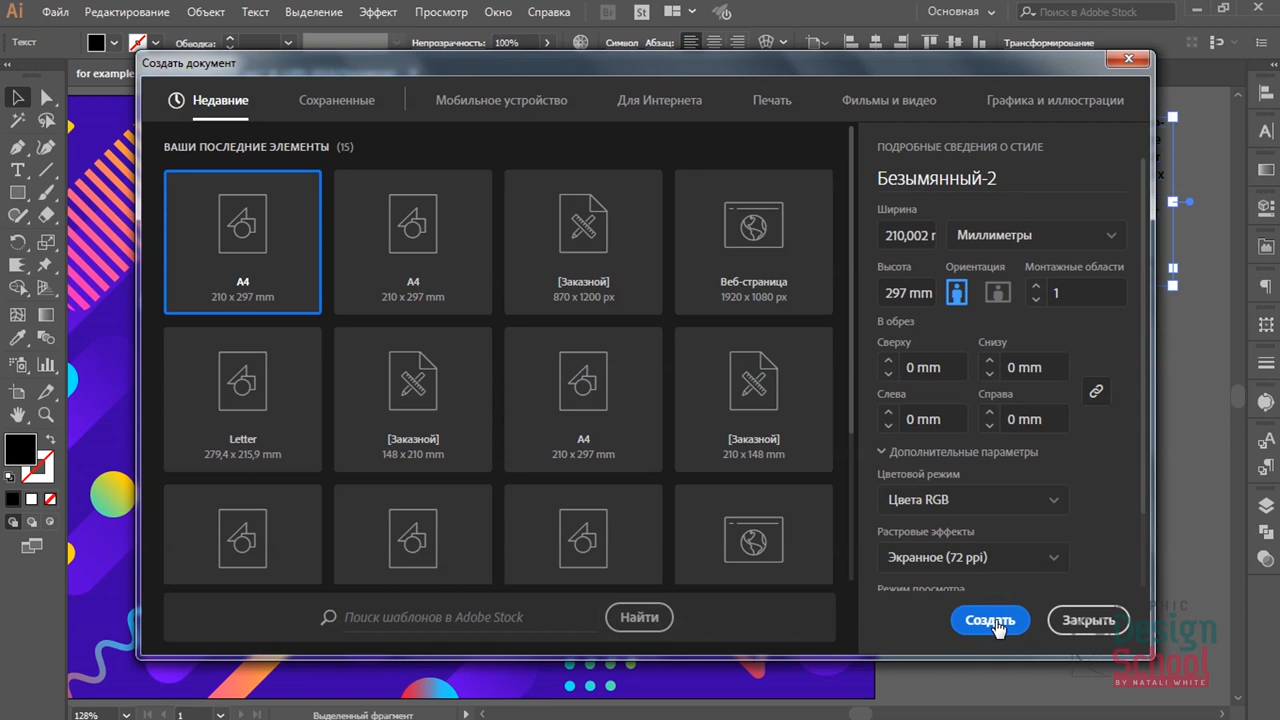 Ai Файл Редактирование Объект Текст Выделение Эффект Просмотр Окно Справка Br St Основная Поиск в Adobe Stock
Текст Обводка: Непрозрачность: 100% Символ Абзац: Трансформирование
for example
Создать документ
Недавние Сохраненные Мобильное устройство Для Интернета Печать Фильмы и видео Графика и иллюстрации
ВАШИ ПОСЛЕДНИЕ ЭЛЕМЕНТЫ (15)
A4
210 x 297 mm
A4
210 x 297 mm
[Заказной]
870 x 1200 px
Веб-страница
1920 x 1080 px
Letter
279,4 x 215,9 mm
[Заказной]
148 x 210 mm
A4
210 x 297 mm
[Заказной]
210 x 148 mm
Поиск шаблонов в Adobe Stock
Найти
ПОДРОБНЫЕ СВЕДЕНИЯ О СТИЛЕ
Безымянный-2
Ширина
210,002 r Миллиметры
Высота Ориентация Монтажные области
297 mm 1
В обрез
Сверху Снизу
0 mm 0 mm
Слева Справа
0 mm 0 mm
Дополнительные параметры
Цветовой режим
Цвета RGB
Растровые эффекты
Экранное (72 ppi)
Режим просмотра
Создать Закрыть
Design
School
BY NATALI WHITE
128% 1 Выделенный фрагмент